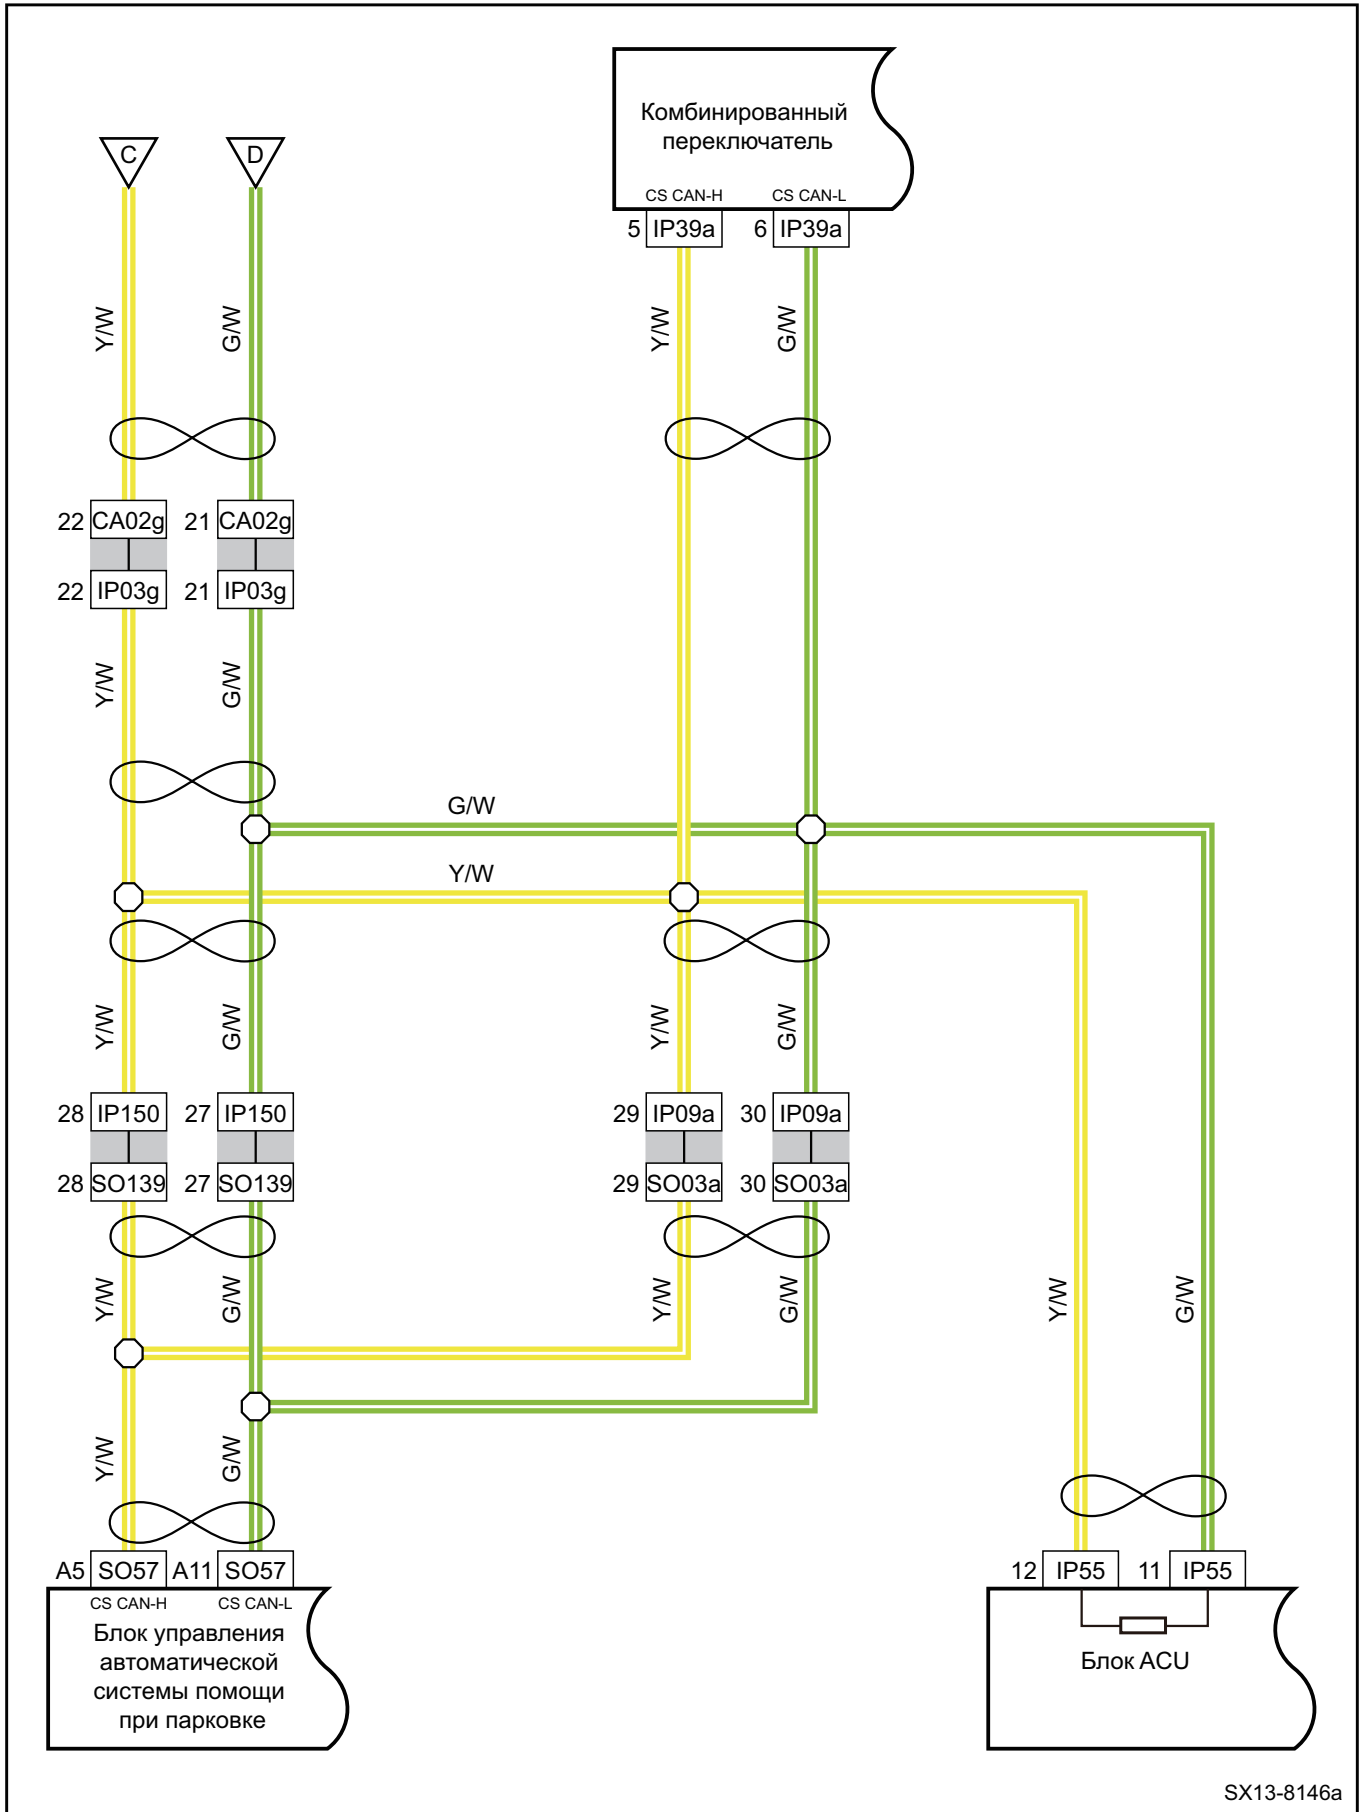 Комбинированный
переключатель
C
D
CS CAN-H
CS CAN-L
5 IP39a
6 IP39a
Y/W
G/W
Y/W
G/W
22 CA02g
21 CA02g
22 IP03g
21 IP03g
Y/W
G/W
G/W
Y/W
Y/W
G/W
Y/W
G/W
28 IP150
27 IP150
29 IP09a
30 IP09a
28 SO139
27 SO139
29 SO03a
30 SO03a
Y/W
G/W
Y/W
G/W
Y/W
G/W
Y/W
G/W
A5 SO57
A11 SO57
12 IP55
11 IP55
CS CAN-H
CS CAN-L
Блок управления
автоматической
системы помощи
при парковке
Блок ACU
SX13-8146a